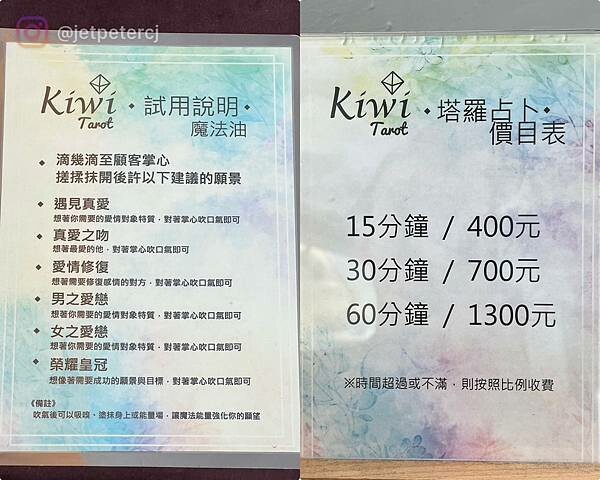 @jetpetercj
Kiwi
Tarot
・試用說明・
魔法油
滴幾滴至顧客掌心
搓揉抹開後許以下建議的願景
遇見真愛
想著你需要的愛情對象特質，對著掌心吹口氣即可
真愛之吻
想著最愛的他，對著掌心吹口氣即可
愛情修復
想著需要修復感情的對方，對著掌心吹口氣即可
男之愛戀
想著你需要的愛情對象特質，對著掌心吹口氣即可
女之愛戀
想著你需要的愛情對象特質，對著掌心吹口氣即可
榮耀皇冠
想像著需要成功的願景與目標，對著掌心吹口氣即可
《備註》
吹氣後可以吸嗅、塗抹身上或能量場，讓魔法能量強化你的願望
Kiwi
Tarot
・塔羅占卜・
價目表
15分鐘 / 400元
30分鐘 / 700元
60分鐘 / 1300元
※時間超過或不滿，則按照比例收費